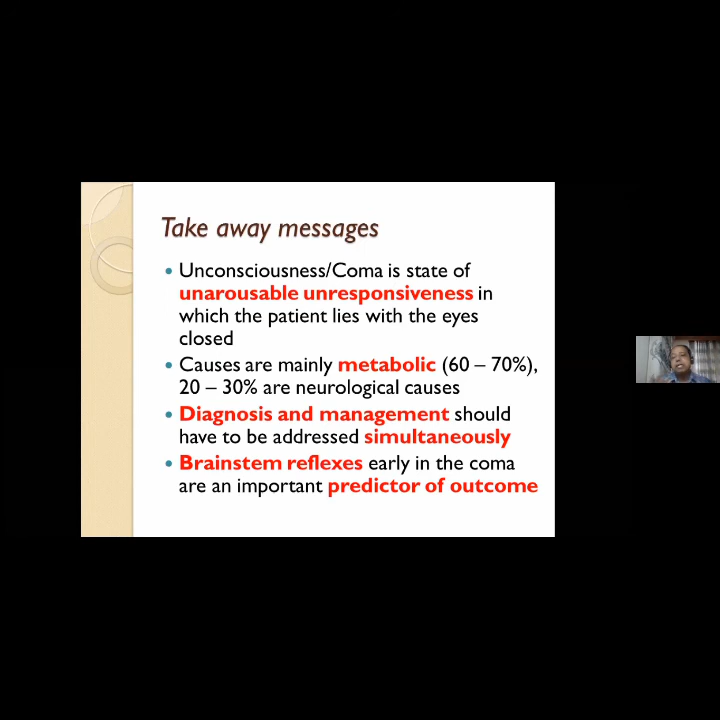 Take away messages
• Unconsciousness/Coma is state of
unarousable unresponsiveness in
which the patient lies with the eyes
closed
• Causes are mainly metabolic (60 – 70%),
20 – 30% are neurological causes
• Diagnosis and management should
have to be addressed simultaneously
• Brainstem reflexes early in the coma
are an important predictor of outcome